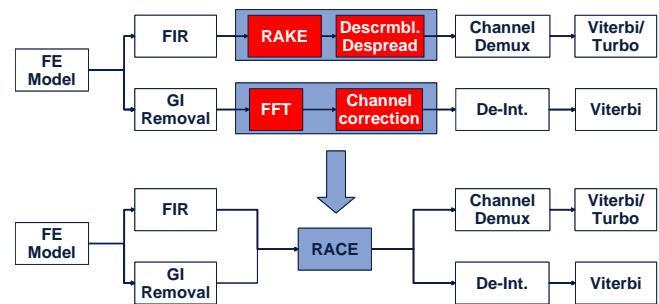 FE
Model
FIR
RAKE
Descrmbl.
Despread
Channel
Demux
Viterbi/
Turbo
GI
Removal
FFT
Channel
correction
De-Int.
Viterbi
FE
Model
FIR
GI
Removal
RACE
Channel
Demux
Viterbi/
Turbo
De-Int.
Viterbi